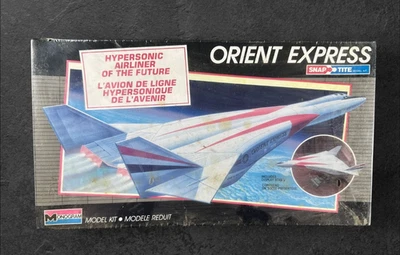 ORIENT EXPRESS
SNAP TITE
HYPERSONIC
AIRLINER
OF THE FUTURE
L'AVION DE LIGNE
HYPERSONIQUE
DE L'AVENIR
Monogram
MODEL KIT • MODELE REDUIT